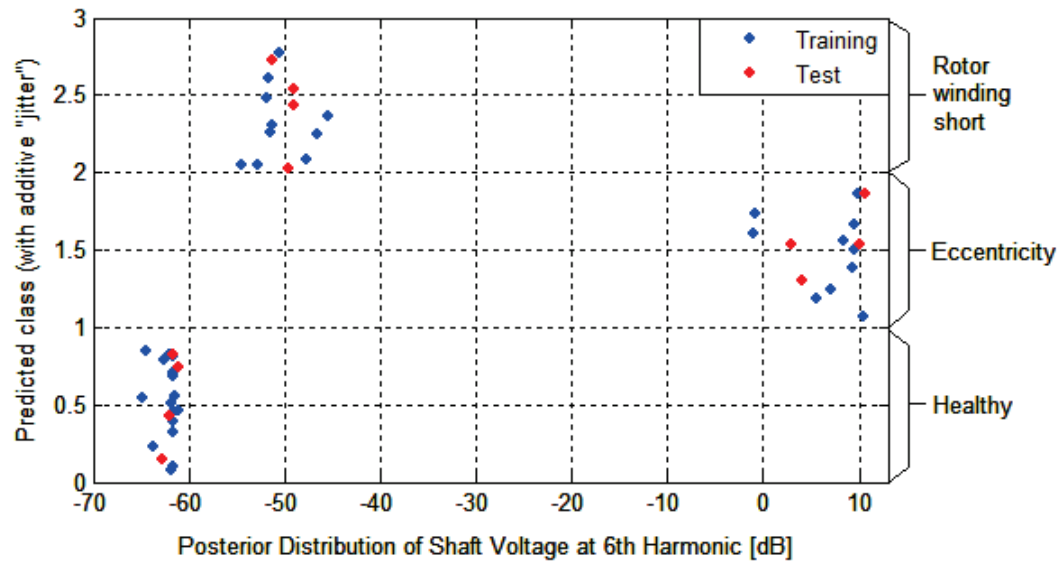 3
2.5
2
1.5
1
0.5
0
-70
-60
-50
-40
-30
-20
-10
0
10
Predicted class (with additive "jitter")
Posterior Distribution of Shaft Voltage at 6th Harmonic [dB]
Training
Test
Rotor
winding
short
Eccentricity
Healthy